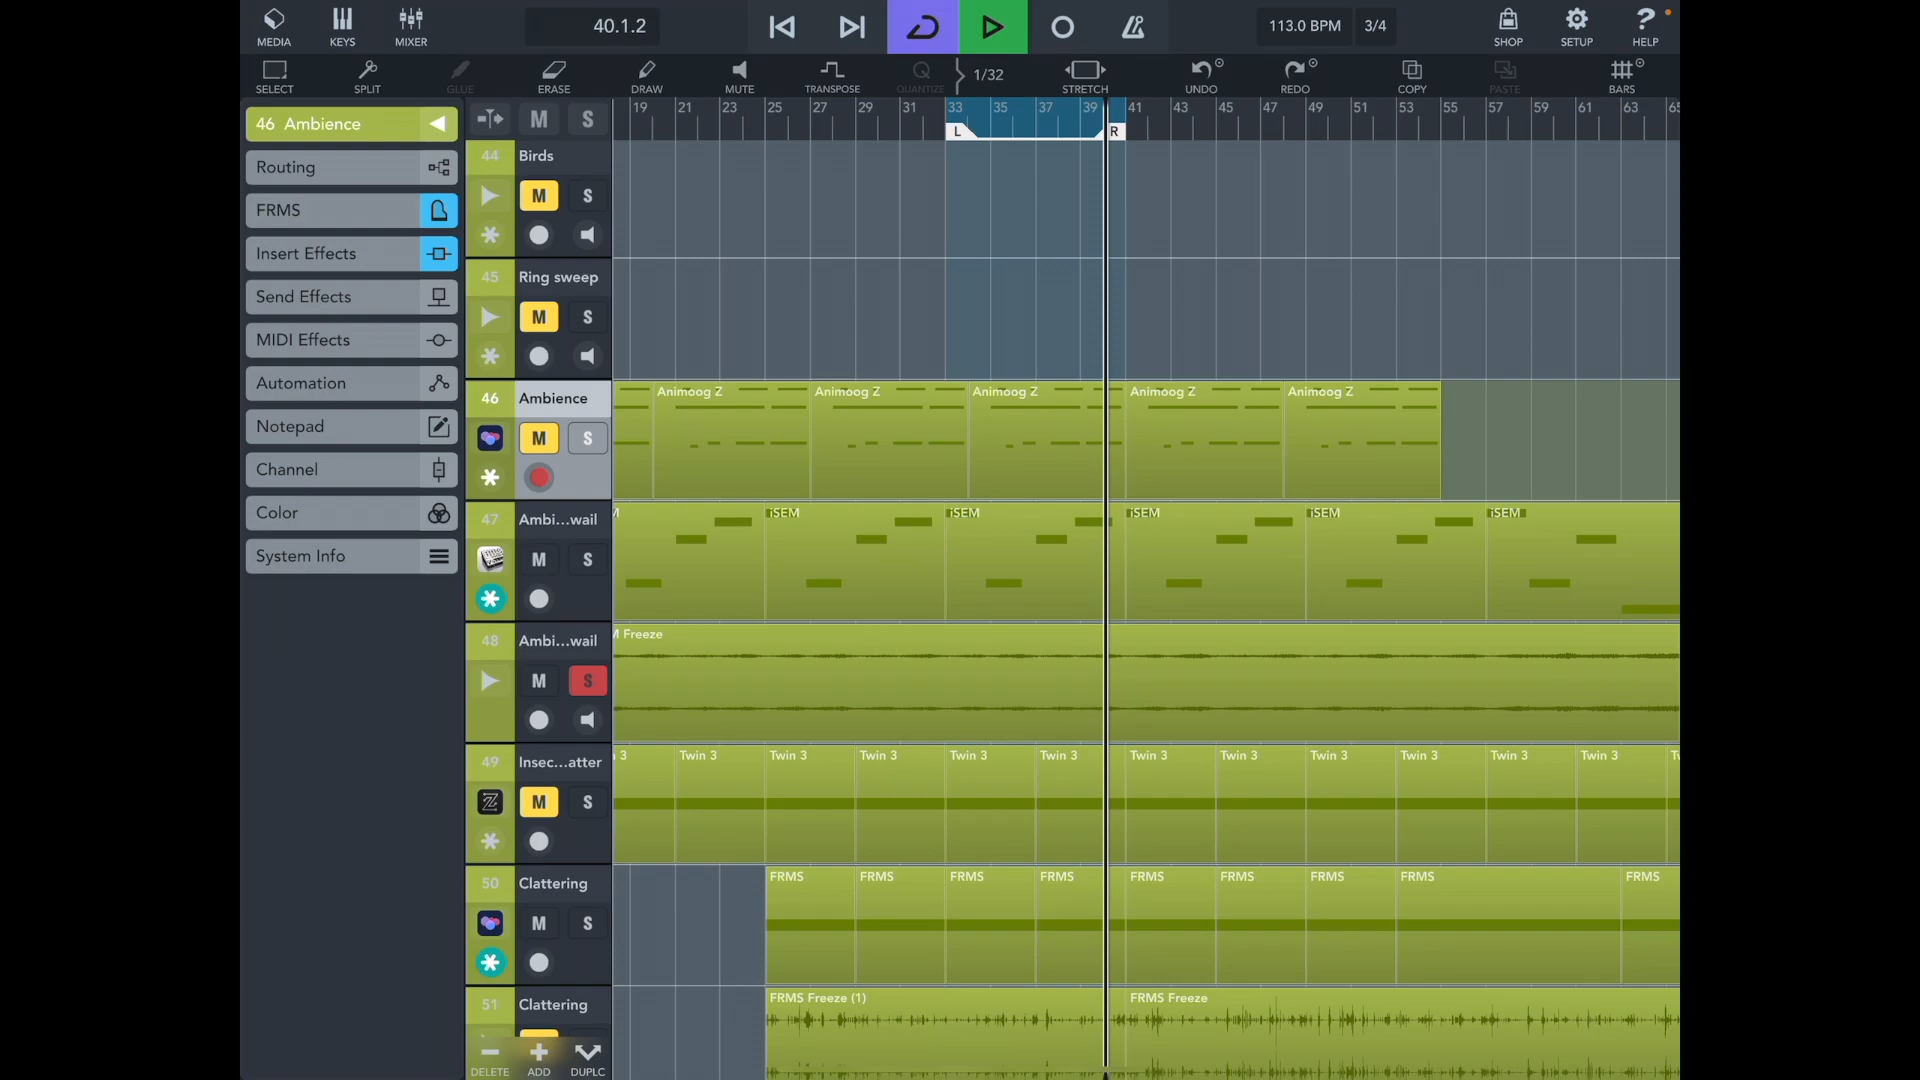 MEDIA KEYS MIXER 40.1.2 113.0 BPM 3/4 SHOP SETUP HELP
SELECT SPLIT GLUE ERASE DRAW MUTE TRANSPOSE QUANTIZE 1/32 STRETCH UNDO REDO COPY PASTE BARS
19 21 23 25 27 29 31 33 35 37 39 41 43 45 47 49 51 53 55 57 59 61 63 65
L R
46 Ambience
Routing
FRMS
Insert Effects
Send Effects
MIDI Effects
Automation
Notepad
Channel
Color
System Info
M S
44 Birds
M S
45 Ring sweep
M S
46 Ambience Animoog Z Animoog Z Animoog Z Animoog Z Animoog Z
M S
47 Ambi...wail M iSEM iSEM iSEM iSEM iSEM
M S
48 Ambi...wail M Freeze
M S
49 Insec...atter 3 Twin 3 Twin 3 Twin 3 Twin 3 Twin 3 Twin 3 Twin 3 Twin 3 Twin 3 Twin 3 Twin 3
M S
50 Clattering FRMS FRMS FRMS FRMS FRMS FRMS FRMS FRMS FRMS
M S
51 Clattering FRMS Freeze (1) FRMS Freeze
DELETE ADD DUPLC